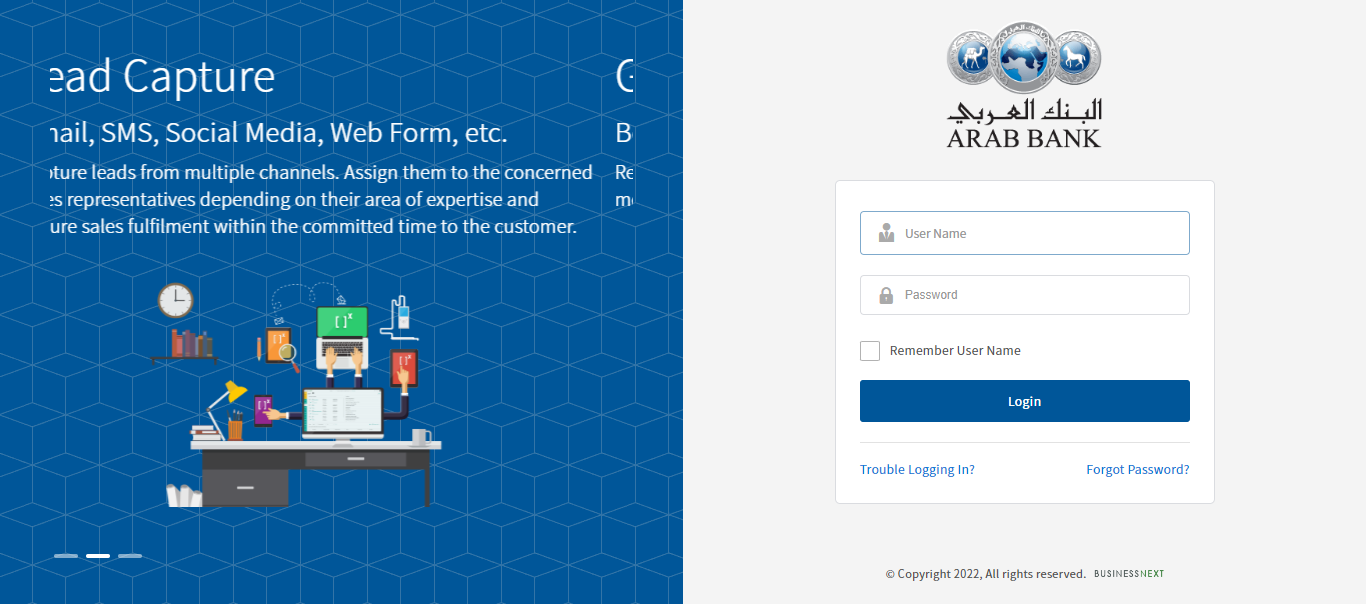 ead Capture
mail, SMS, Social Media, Web Form, etc.
ture leads from multiple channels. Assign them to the concerned
es representatives depending on their area of expertise and
ure sales fulfilment within the committed time to the customer.
G
B
Re
[ ]x
[ ]x
[ ]x
[ ]x
البنك العربي
ARAB BANK
User Name
Password
Remember User Name
Login
Trouble Logging In?
Forgot Password?
© Copyright 2022, All rights reserved. BUSINESSNEXT